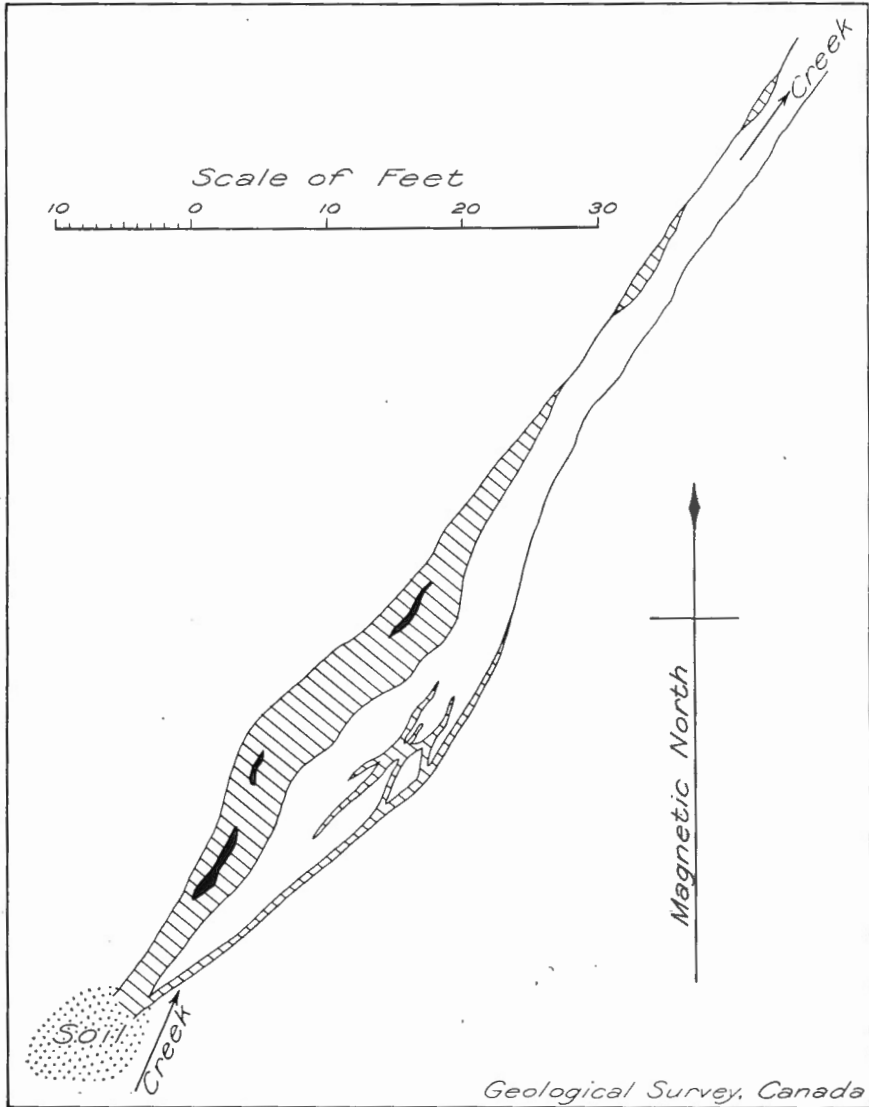 Creek
Scale of Feet
10 0 10 20 30
Magnetic North
Soil
Creek
Geological Survey, Canada